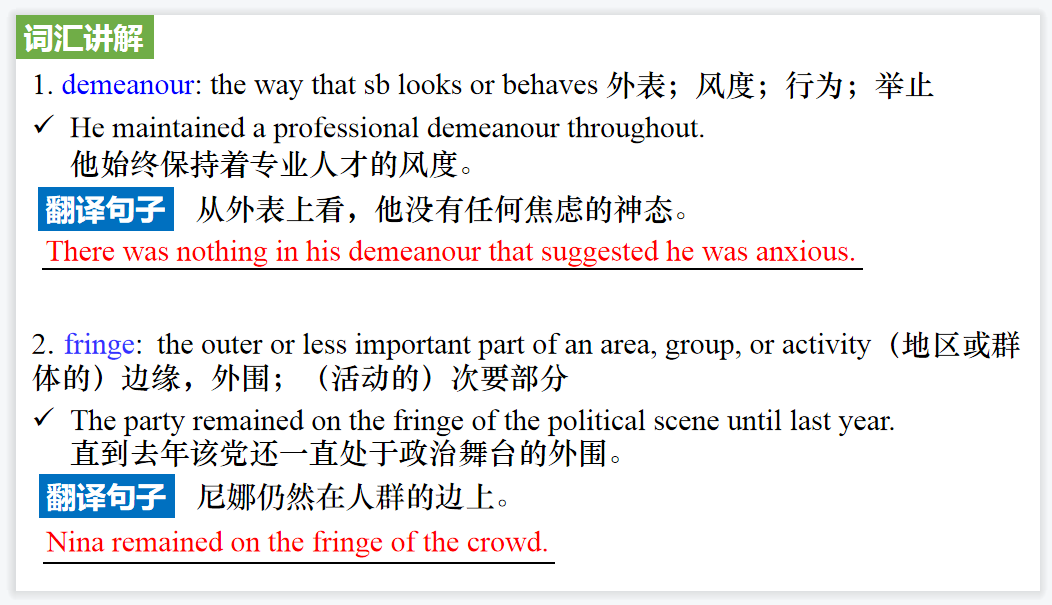 词汇讲解
1. demeanour: the way that sb looks or behaves 外表；风度；行为；举止
✓ He maintained a professional demeanour throughout.
他始终保持着专业人才的风度。
翻译句子 从外表上看，他没有任何焦虑的神态。
There was nothing in his demeanour that suggested he was anxious.
2. fringe: the outer or less important part of an area, group, or activity（地区或群
体的）边缘，外围；（活动的）次要部分
✓ The party remained on the fringe of the political scene until last year.
直到去年该党还一直处于政治舞台的外围。
翻译句子 尼娜仍然在人群的边上。
Nina remained on the fringe of the crowd.